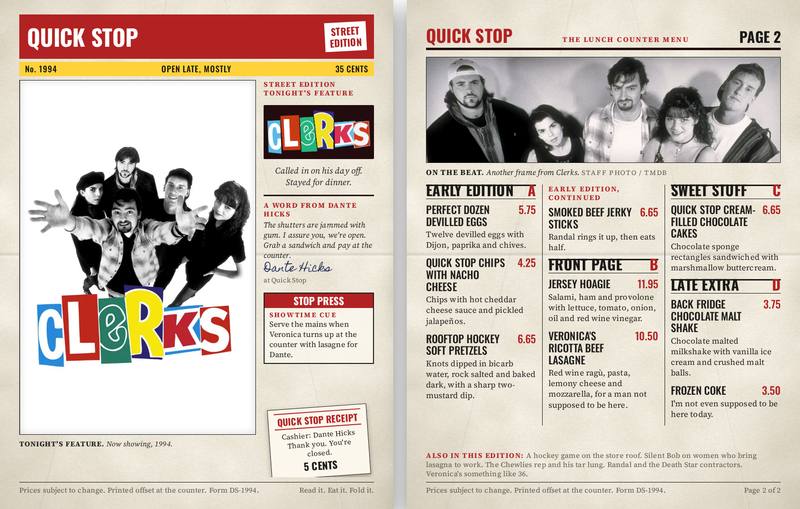 QUICK STOP
STREET
EDITION
No. 1994
OPEN LATE, MOSTLY
35 CENTS
CLERKS
TONIGHT'S FEATURE. Now showing, 1994.
STREET EDITION
TONIGHT'S FEATURE
CLERKS
Called in on his day off.
Stayed for dinner.
A WORD FROM DANTE
HICKS
The shutters are jammed with
gum. I assure you, we're open.
Grab a sandwich and pay at the
counter.
Dante Hicks
at Quick Stop
STOP PRESS
SHOWTIME CUE
Serve the mains when
Veronica turns up at the
counter with lasagne for
Dante.
QUICK STOP RECEIPT
Cashier: Dante Hicks
Thank you. You're
closed.
5 CENTS
Prices subject to change. Printed offset at the counter. Form DS-1994.
Read it. Eat it. Fold it.
QUICK STOP
THE LUNCH COUNTER MENU
PAGE 2
ON THE BEAT. Another frame from Clerks. STAFF PHOTO / TMDB
EARLY EDITION A
PERFECT DOZEN 5.75
DEVILLED EGGS
Twelve devilled eggs with
Dijon, paprika and chives.
QUICK STOP CHIPS 4.25
WITH NACHO
CHEESE
Chips with hot cheddar
cheese sauce and pickled
jalapeños.
ROOFTOP HOCKEY 6.65
SOFT PRETZELS
Knots dipped in bicarb
water, rock salted and baked
dark, with a sharp two-
mustard dip.
EARLY EDITION,
CONTINUED
SMOKED BEEF JERKY 6.65
STICKS
Randal rings it up, then eats
half.
FRONT PAGE B
JERSEY HOAGIE 11.95
Salami, ham and provolone
with lettuce, tomato, onion,
oil and red wine vinegar.
VERONICA'S 10.50
RICOTTA BEEF
LASAGNE
Red wine ragù, pasta,
lemony cheese and
mozzarella, for a man not
supposed to be here.
SWEET STUFF C
QUICK STOP CREAM- 6.65
FILLED CHOCOLATE
CAKES
Chocolate sponge
rectangles sandwiched with
marshmallow buttercream.
LATE EXTRA D
BACK FRIDGE 3.75
CHOCOLATE MALT
SHAKE
Chocolate malted
milkshake with vanilla ice
cream and crushed malt
balls.
FROZEN COKE 3.50
I'm not even supposed to be
here today.
ALSO IN THIS EDITION: A hockey game on the store roof. Silent Bob on women who bring
lasagna to work. The Chewlies rep and his tar lung. Randal and the Death Star contractors.
Veronica's something like 36.
Prices subject to change. Printed offset at the counter. Form DS-1994.
Page 2 of 2